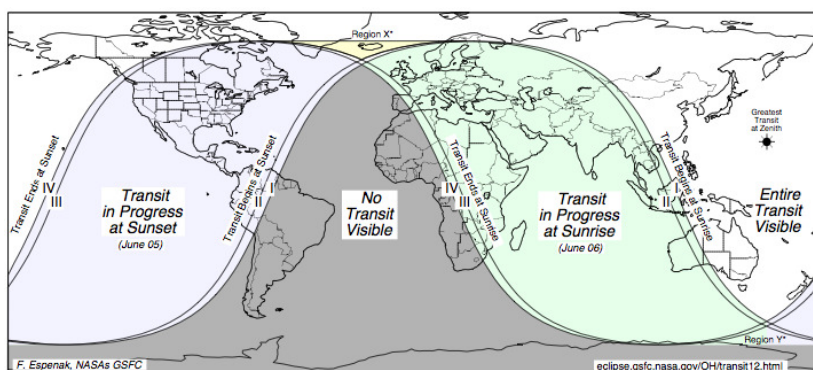 Region X*
Greatest
Transit
at Zenith
Transit Ends at Sunset
IV
III
Transit
in Progress
at Sunset
(June 05)
Transit Begins at Sunset
I
II
No
Transit
Visible
Transit Ends at Sunrise
IV
III
Transit
in Progress
at Sunrise
(June 06)
Transit Begins at Sunrise
I
II
Entire
Transit
Visible
Region Y*
F. Espenak, NASAs GSFC
eclipse.gsfc.nasa.gov/OH/transit12.html